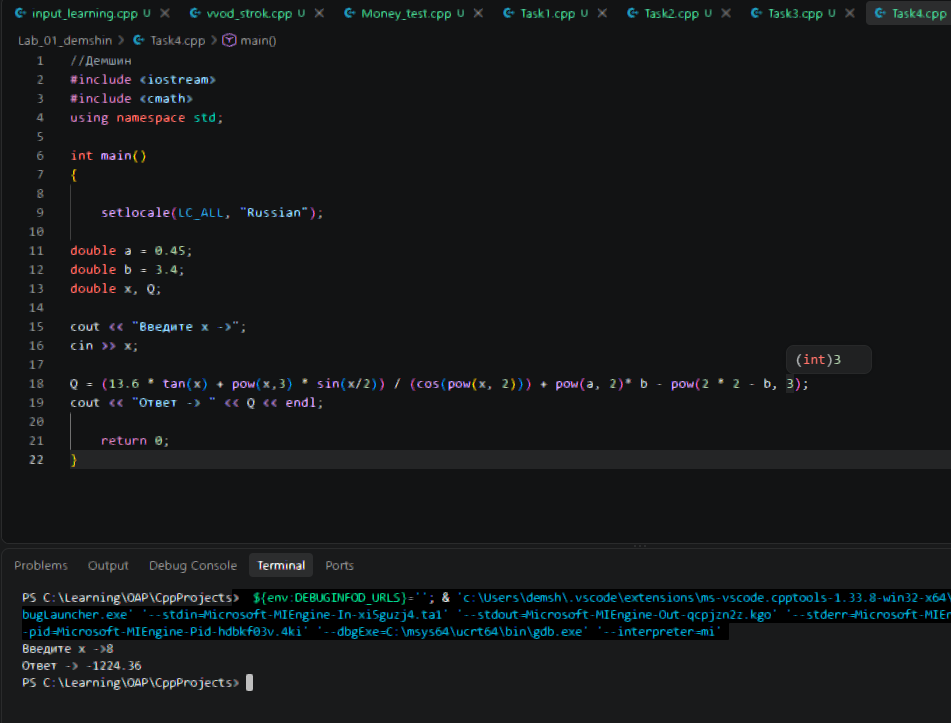 input_learning.cpp U vvod_strok.cpp U Money_test.cpp U Task1.cpp U Task2.cpp U Task3.cpp U Task4.cpp
Lab_01_demshin > Task4.cpp > main()
1 //Демшин
2 #include <iostream>
3 #include <cmath>
4 using namespace std;
5
6 int main()
7 {
8
9 setlocale(LC_ALL, "Russian");
10
11 double a = 0.45;
12 double b = 3.4;
13 double x, Q;
14
15 cout << "Введите x ->";
16 cin >> x;
17
(int)3
18 Q = (13.6 * tan(x) + pow(x,3) * sin(x/2)) / (cos(pow(x, 2))) + pow(a, 2)* b - pow(2 * 2 - b, 3);
19 cout << "Ответ -> " << Q << endl;
20
21 return 0;
22 }
Problems Output Debug Console Terminal Ports
PS C:\Learning\OAP\CppProjects> ${env:DEBUGINFOD_URLS}=''; & 'c:\Users\demsh\.vscode\extensions\ms-vscode.cpptools-1.33.8-win32-x64\
bugLauncher.exe' '--stdin=Microsoft-MIEngine-In-xi5guzj4.ta1' '--stdout=Microsoft-MIEngine-Out-qcpjzn2z.kgo' '--stderr=Microsoft-MIEn
-pid=Microsoft-MIEngine-Pid-hdbkf03v.4ki' '--dbgExe=C:\msys64\ucrt64\bin\gdb.exe' '--interpreter=mi'
Введите x ->8
Ответ -> -1224.36
PS C:\Learning\OAP\CppProjects>